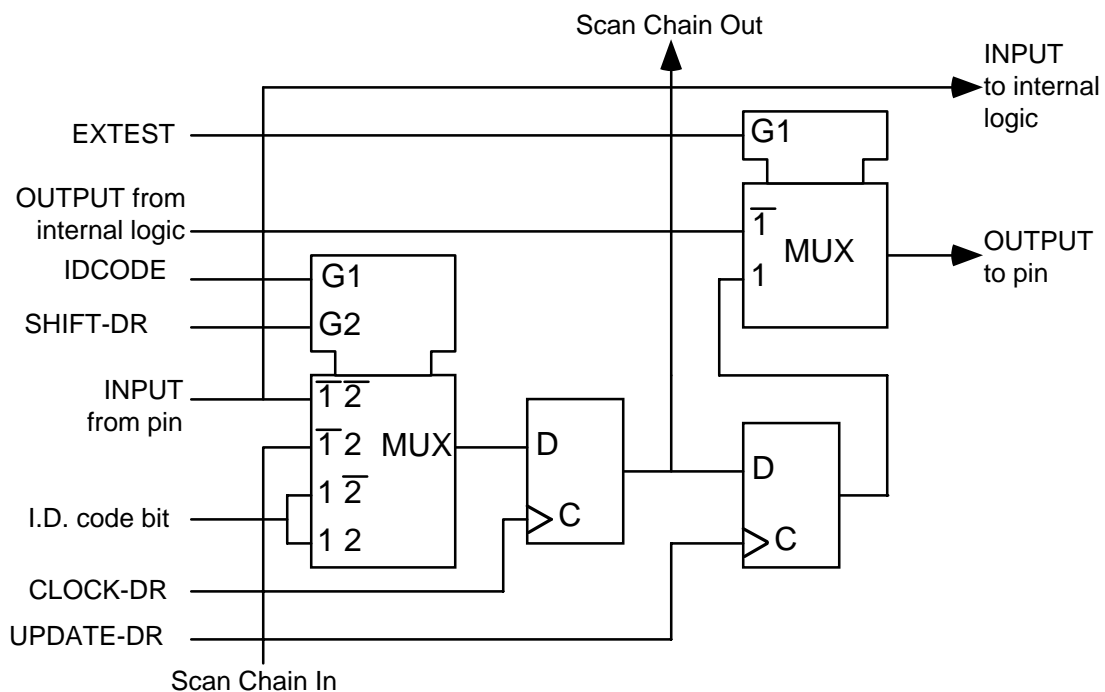 Scan Chain Out
INPUT
to internal
logic
EXTEST
G1
OUTPUT from
internal logic
1̅
MUX
OUTPUT
to pin
IDCODE
G1
1
SHIFT-DR
G2
INPUT
from pin
1̅ 2̅
1̅ 2
MUX
D
D
1 2̅
I.D. code bit
C
1 2
C
CLOCK-DR
UPDATE-DR
Scan Chain In